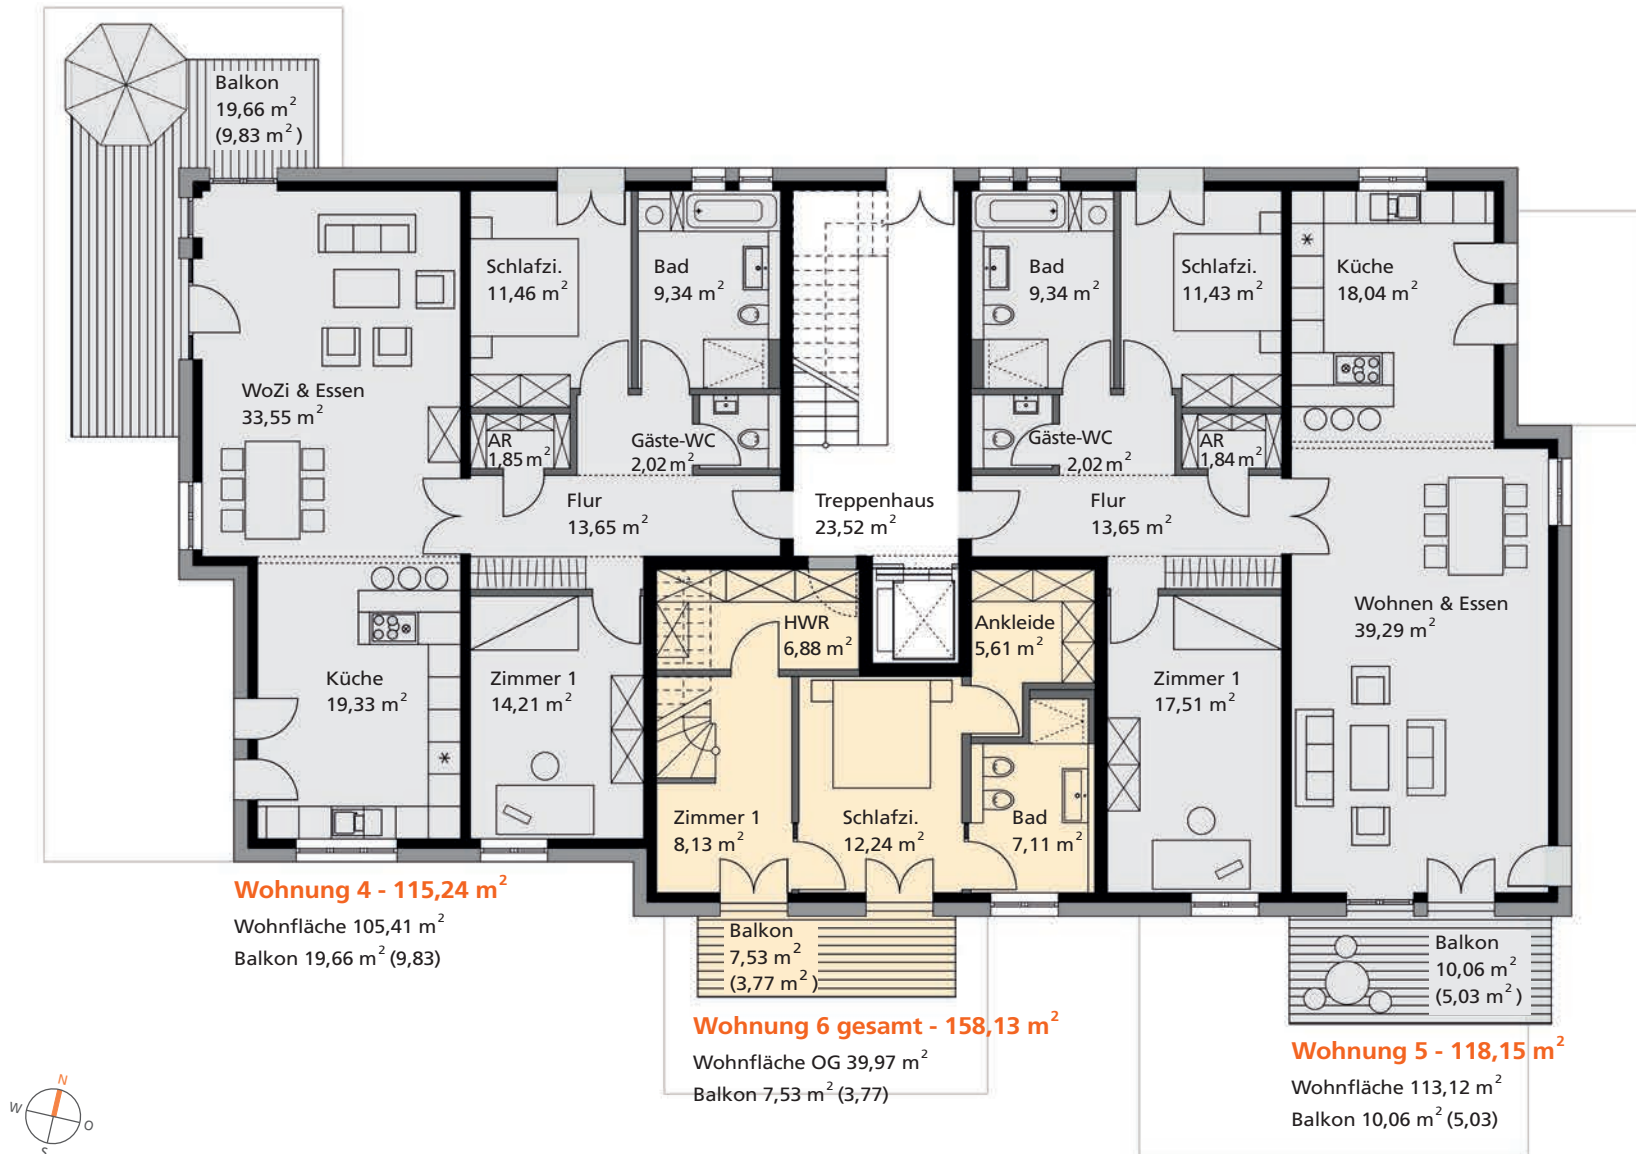 Balkon
19,66 m²
(9,83 m²)
Schlafzi.
11,46 m²
Bad
9,34 m²
Bad
9,34 m²
Schlafzi.
11,43 m²
Küche
18,04 m²
WoZi & Essen
33,55 m²
AR
1,85 m²
Gäste-WC
2,02 m²
Gäste-WC
2,02 m²
AR
1,84 m²
Flur
13,65 m²
Treppenhaus
23,52 m²
Flur
13,65 m²
Wohnen & Essen
39,29 m²
HWR
6,88 m²
Ankleide
5,61 m²
Küche
19,33 m²
Zimmer 1
14,21 m²
Zimmer 1
17,51 m²
Zimmer 1
8,13 m²
Schlafzi.
12,24 m²
Bad
7,11 m²
Wohnung 4 - 115,24 m²
Wohnfläche 105,41 m²
Balkon 19,66 m² (9,83)
Balkon
7,53 m²
(3,77 m²)
Wohnung 6 gesamt - 158,13 m²
Wohnfläche OG 39,97 m²
Balkon 7,53 m² (3,77)
Balkon
10,06 m²
(5,03 m²)
Wohnung 5 - 118,15 m²
Wohnfläche 113,12 m²
Balkon 10,06 m² (5,03)
N
W
O
S